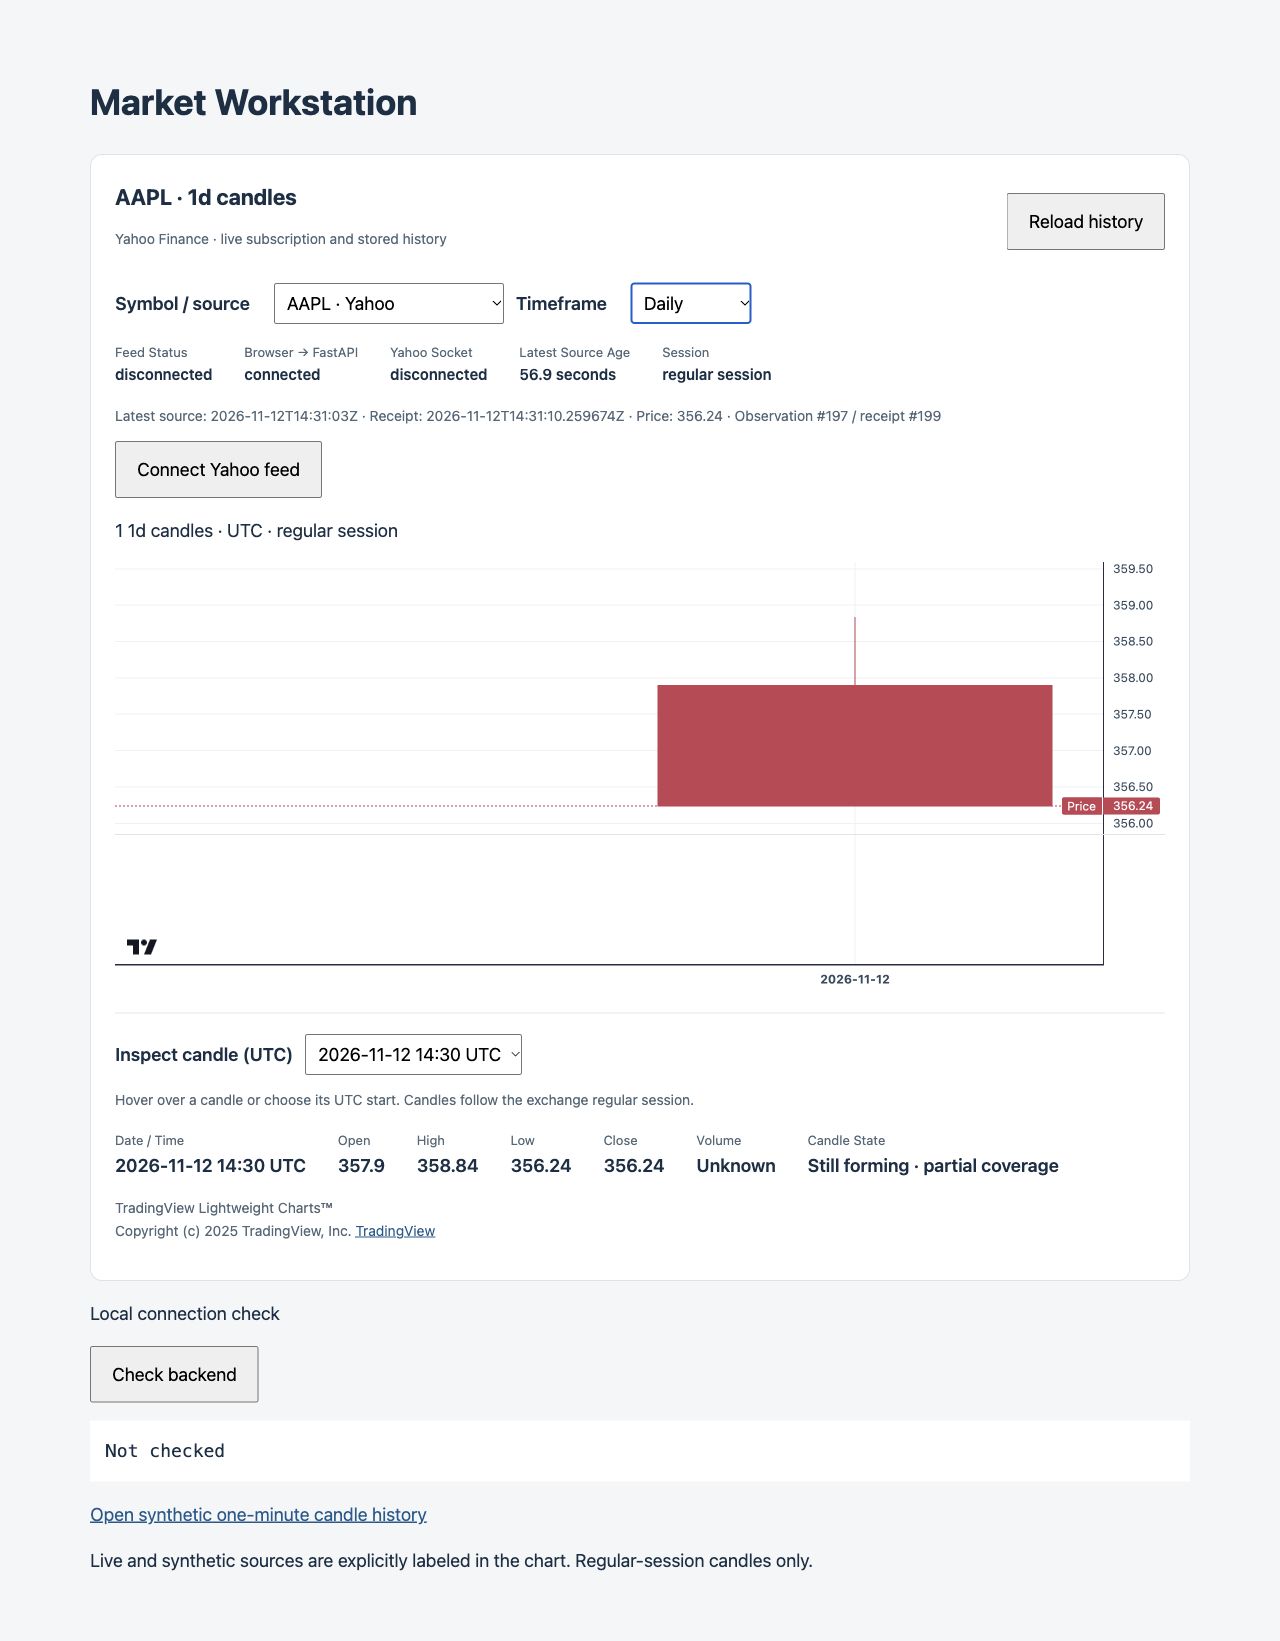 Market Workstation
AAPL · 1d candles
Yahoo Finance · live subscription and stored history
Reload history
Symbol / source AAPL · Yahoo Timeframe Daily
Feed Status Browser → FastAPI Yahoo Socket Latest Source Age Session
disconnected connected disconnected 56.9 seconds regular session
Latest source: 2026-11-12T14:31:03Z · Receipt: 2026-11-12T14:31:10.259674Z · Price: 356.24 · Observation #197 / receipt #199
Connect Yahoo feed
1 1d candles · UTC · regular session
359.50
359.00
358.50
358.00
357.50
357.00
356.50
Price 356.24
356.00
2026-11-12
Inspect candle (UTC) 2026-11-12 14:30 UTC
Hover over a candle or choose its UTC start. Candles follow the exchange regular session.
Date / Time Open High Low Close Volume Candle State
2026-11-12 14:30 UTC 357.9 358.84 356.24 356.24 Unknown Still forming · partial coverage
TradingView Lightweight Charts™
Copyright (c) 2025 TradingView, Inc. TradingView
Local connection check
Check backend
Not checked
Open synthetic one-minute candle history
Live and synthetic sources are explicitly labeled in the chart. Regular-session candles only.